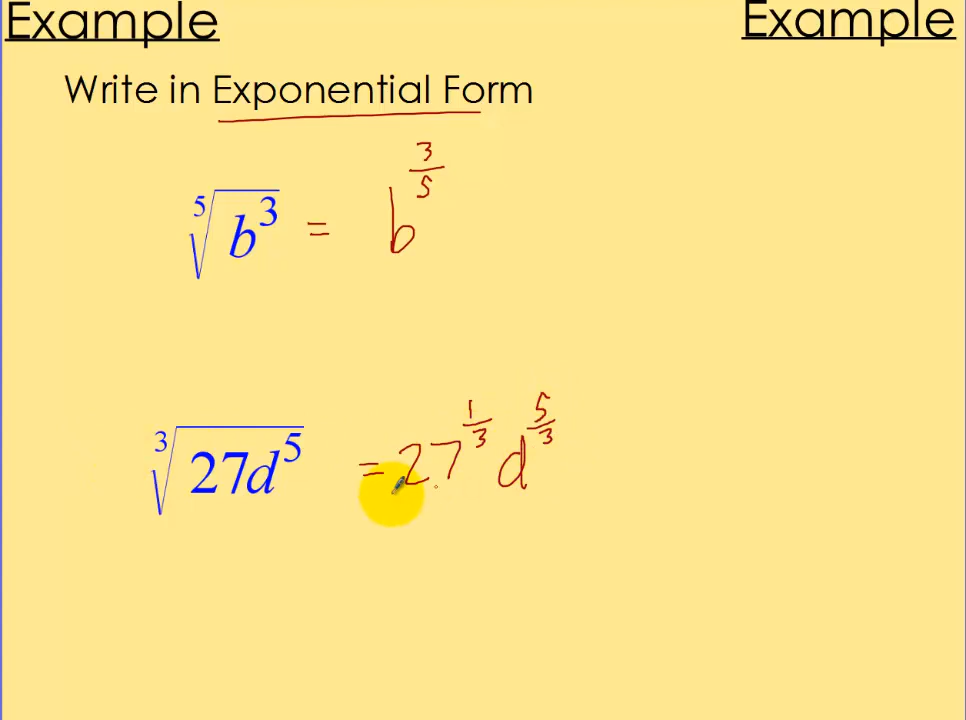 Example Example
Write in Exponential Form
⁵√b³ = b^(3/5)
³√27d⁵ = 27^(1/3) d^(5/3)